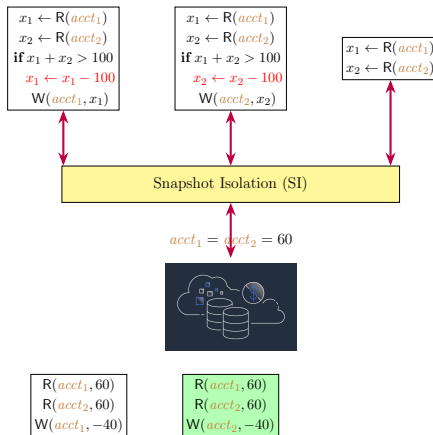 x₁ ← R(acct₁)
x₂ ← R(acct₂)
if x₁ + x₂ > 100
x₁ ← x₁ − 100
W(acct₁, x₁)
x₁ ← R(acct₁)
x₂ ← R(acct₂)
if x₁ + x₂ > 100
x₂ ← x₂ − 100
W(acct₂, x₂)
x₁ ← R(acct₁)
x₂ ← R(acct₂)
Snapshot Isolation (SI)
acct₁ = acct₂ = 60
R(acct₁, 60)
R(acct₂, 60)
W(acct₁, −40)
R(acct₁, 60)
R(acct₂, 60)
W(acct₂, −40)